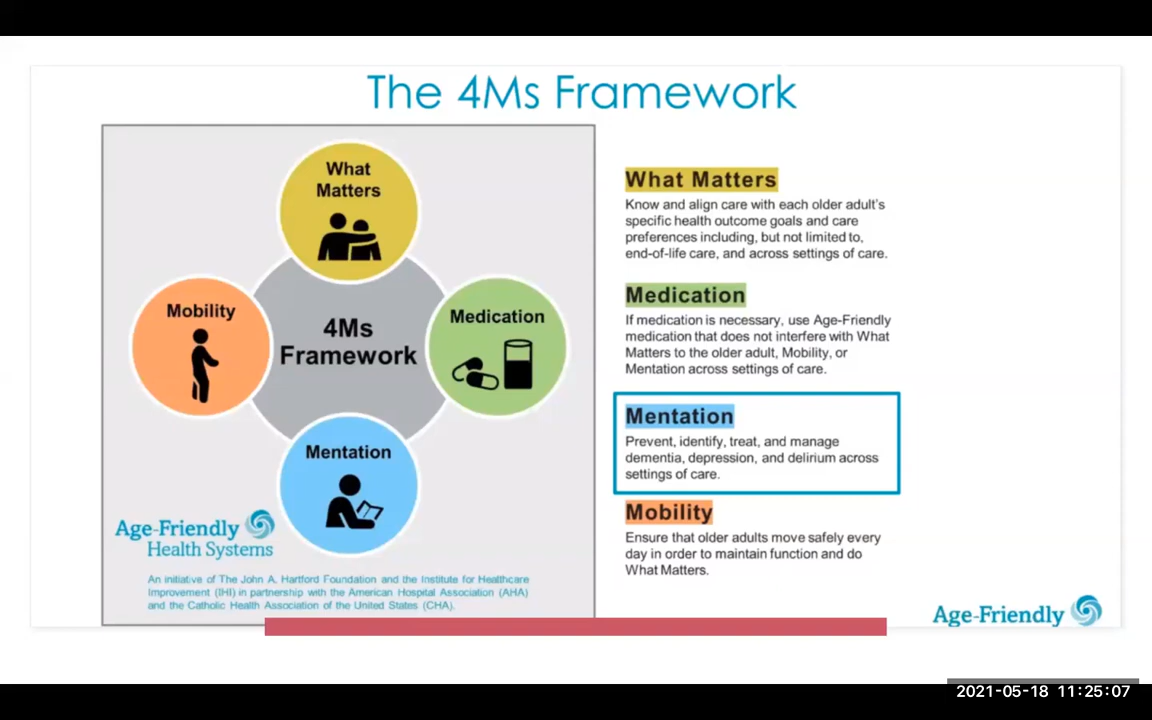 The 4Ms Framework
What
Matters
Mobility
4Ms
Framework
Medication
Mentation
Age-Friendly
Health Systems
An initiative of The John A. Hartford Foundation and the Institute for Healthcare
Improvement (IHI) in partnership with the American Hospital Association (AHA)
and the Catholic Health Association of the United States (CHA).
What Matters
Know and align care with each older adult's
specific health outcome goals and care
preferences including, but not limited to,
end-of-life care, and across settings of care.
Medication
If medication is necessary, use Age-Friendly
medication that does not interfere with What
Matters to the older adult, Mobility, or
Mentation across settings of care.
Mentation
Prevent, identify, treat, and manage
dementia, depression, and delirium across
settings of care.
Mobility
Ensure that older adults move safely every
day in order to maintain function and do
What Matters.
Age-Friendly
2021-05-18 11:25:07